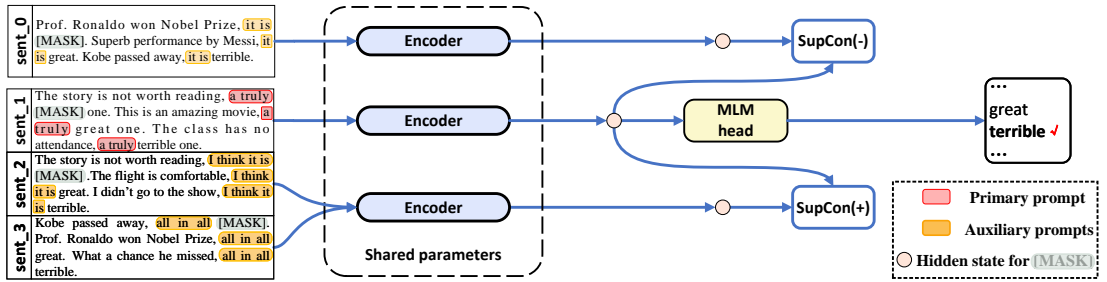 sent_0
Prof. Ronaldo won Nobel Prize, it is
[MASK]. Superb performance by Messi, it
is great. Kobe passed away, it is terrible.
sent_1
The story is not worth reading, a truly
[MASK] one. This is an amazing movie, a
truly great one. The class has no
attendance, a truly terrible one.
sent_2
The story is not worth reading, I think it is
[MASK] .The flight is comfortable, I think
it is great. I didn't go to the show, I think it
is terrible.
sent_3
Kobe passed away, all in all [MASK].
Prof. Ronaldo won Nobel Prize, all in all
great. What a chance he missed, all in all
terrible.
Encoder
Encoder
Encoder
Shared parameters
SupCon(-)
MLM
head
SupCon(+)
...
great
terrible ✓
...
Primary prompt
Auxiliary prompts
Hidden state for [MASK]